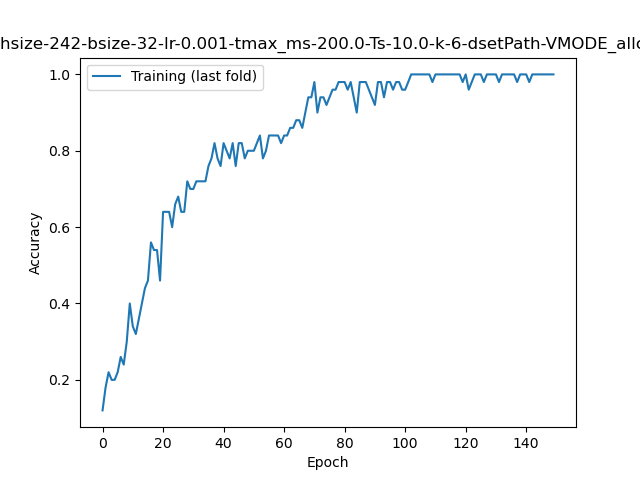 hsize-242-bsize-32-lr-0.001-tmax_ms-200.0-Ts-10.0-k-6-dsetPath-VMODE_allc
Training (last fold)
1.0
0.8
0.6
0.4
0.2
Accuracy
0 20 40 60 80 100 120 140
Epoch